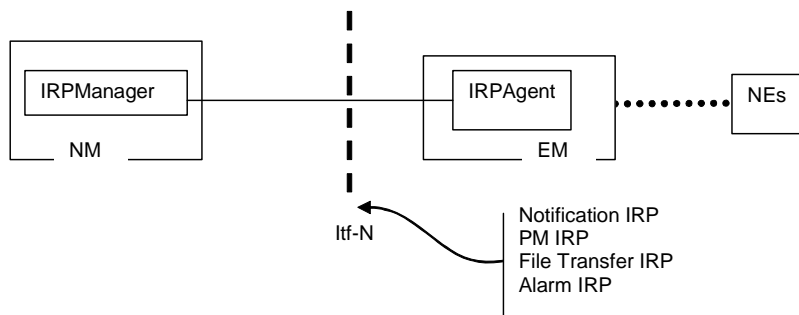 IRPManager
NM
IRPAgent
EM
NEs
Itf-N
Notification IRP
PM IRP
File Transfer IRP
Alarm IRP